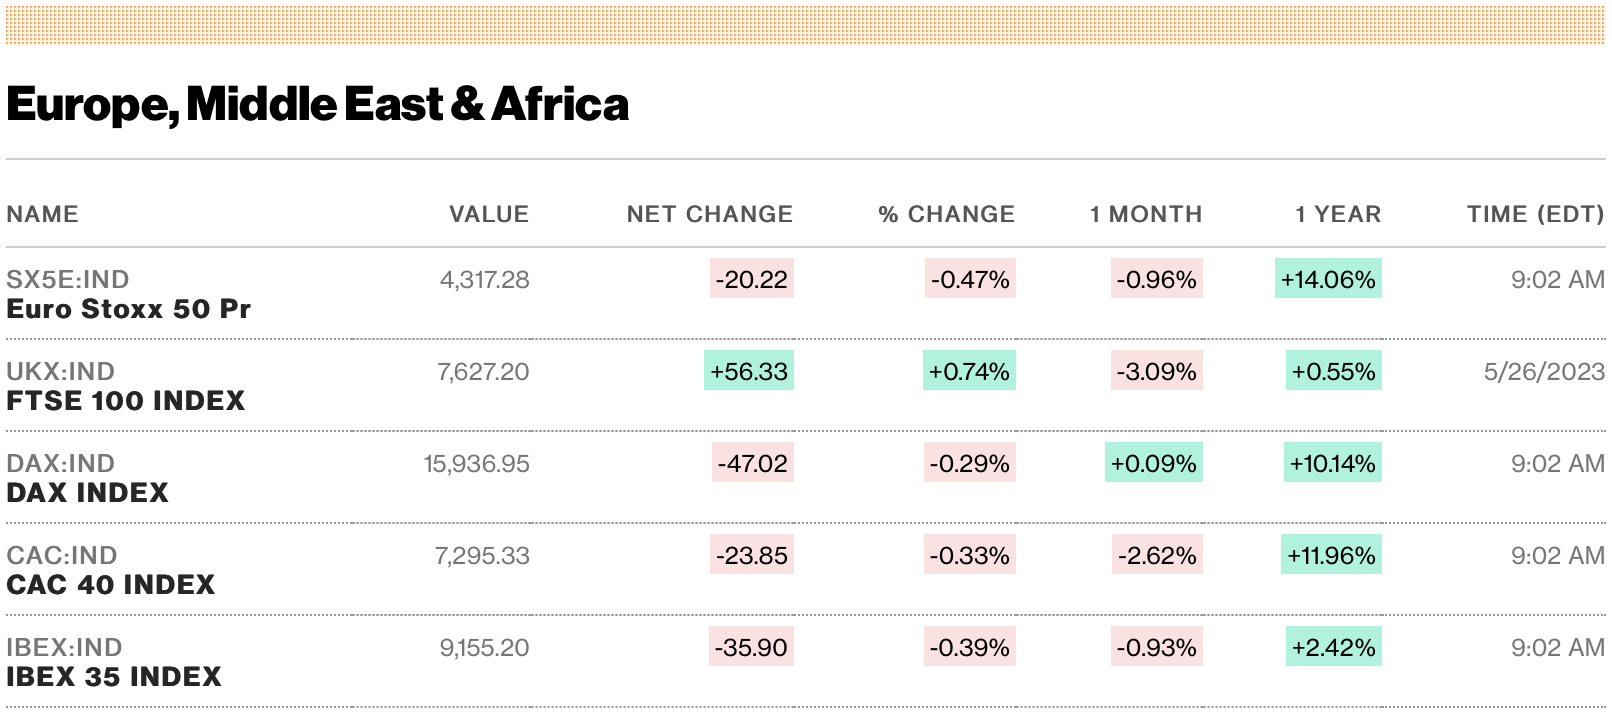 Europe, Middle East & Africa
NAME VALUE NET CHANGE % CHANGE 1 MONTH 1 YEAR TIME (EDT)
SX5E:IND 4,317.28 -20.22 -0.47% -0.96% +14.06% 9:02 AM
Euro Stoxx 50 Pr
UKX:IND 7,627.20 +56.33 +0.74% -3.09% +0.55% 5/26/2023
FTSE 100 INDEX
DAX:IND 15,936.95 -47.02 -0.29% +0.09% +10.14% 9:02 AM
DAX INDEX
CAC:IND 7,295.33 -23.85 -0.33% -2.62% +11.96% 9:02 AM
CAC 40 INDEX
IBEX:IND 9,155.20 -35.90 -0.39% -0.93% +2.42% 9:02 AM
IBEX 35 INDEX